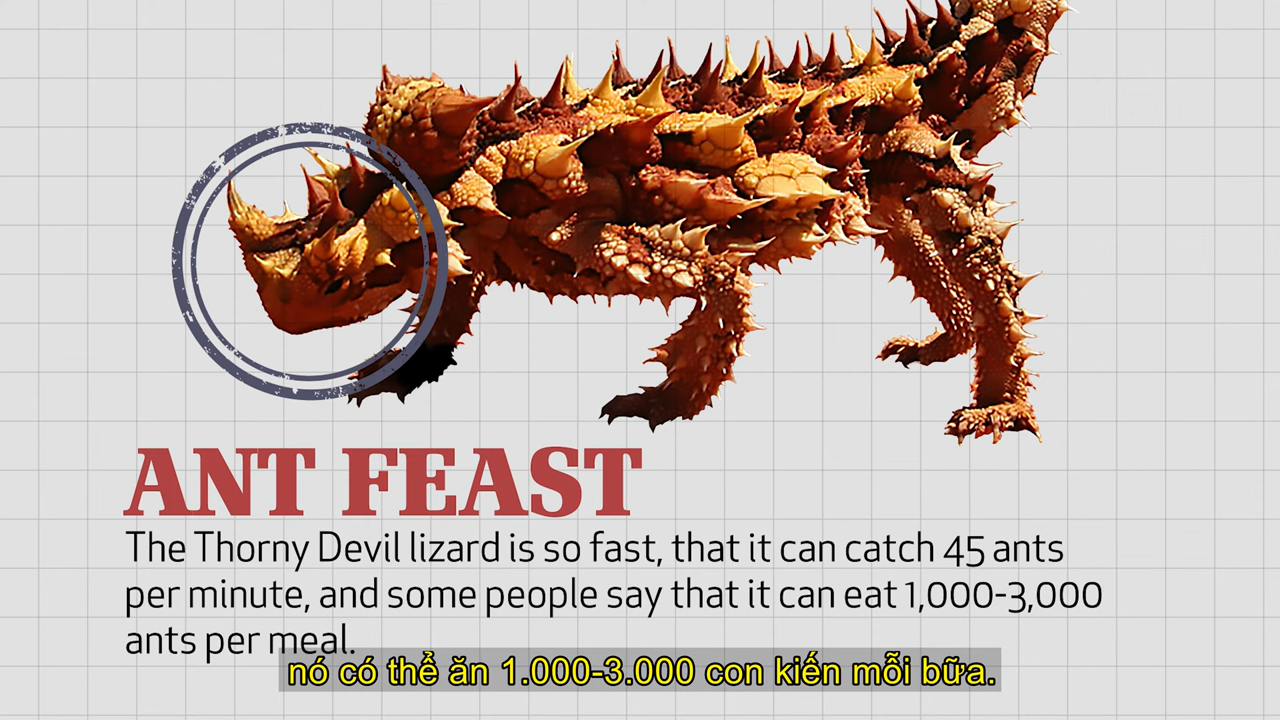 ANT FEAST
The Thorny Devil lizard is so fast, that it can catch 45 ants
per minute, and some people say that it can eat 1,000-3,000
ants per meal.
nó có thể ăn 1.000-3.000 con kiến mỗi bữa.